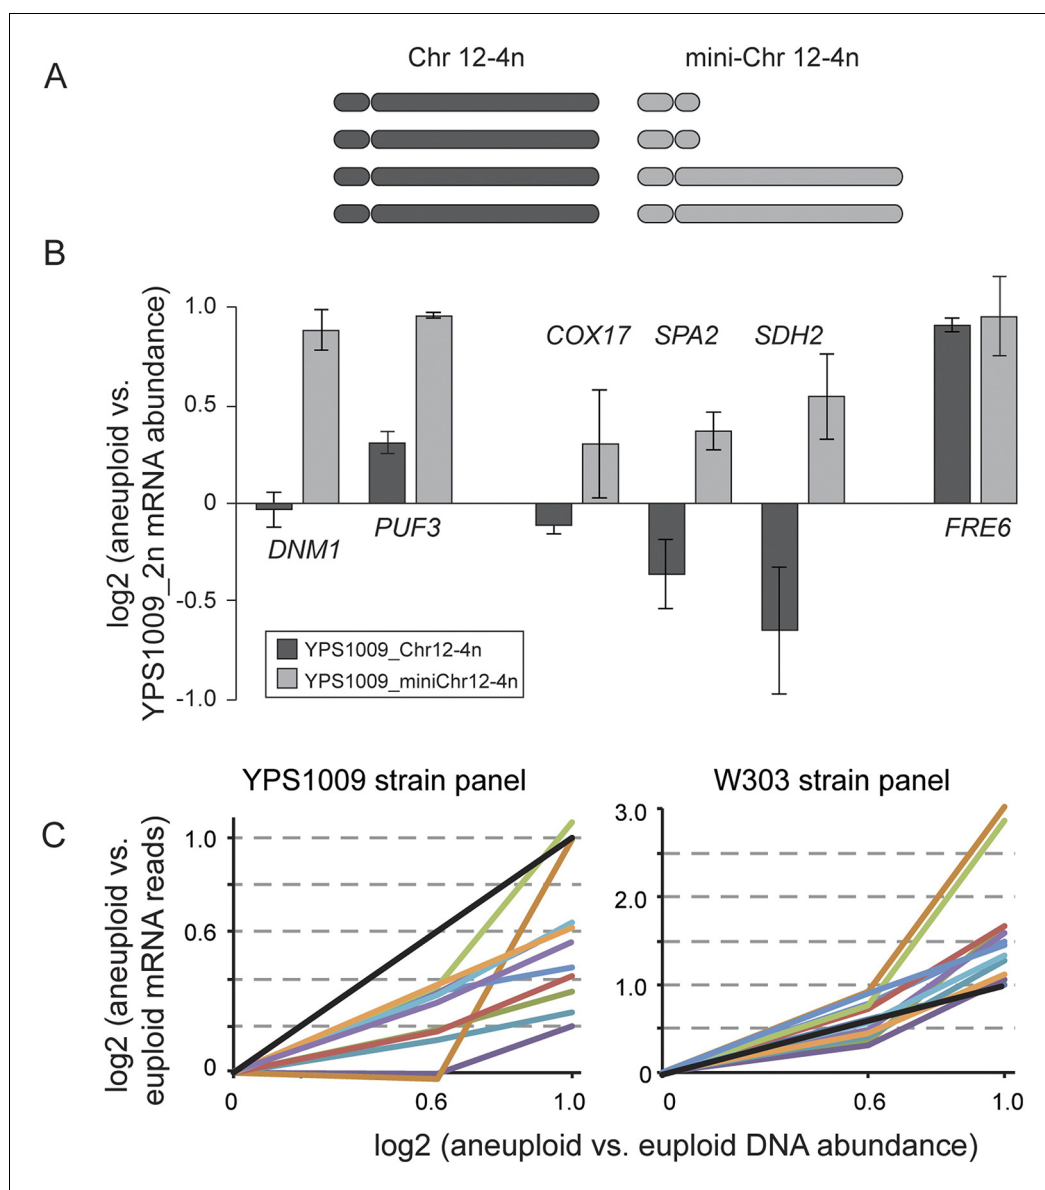 A
Chr 12-4n
mini-Chr 12-4n
B
log2 (aneuploid vs.
YPS1009_2n mRNA abundance)
1.0
0.5
0
-0.5
-1.0
COX17
SPA2
SDH2
DNM1
PUF3
FRE6
YPS1009_Chr12-4n
YPS1009_miniChr12-4n
C
YPS1009 strain panel
W303 strain panel
log2 (aneuploid vs.
euploid mRNA reads)
1.0
0.6
0
0
0.6
1.0
3.0
2.0
1.0
0
0
0.6
1.0
log2 (aneuploid vs. euploid DNA abundance)